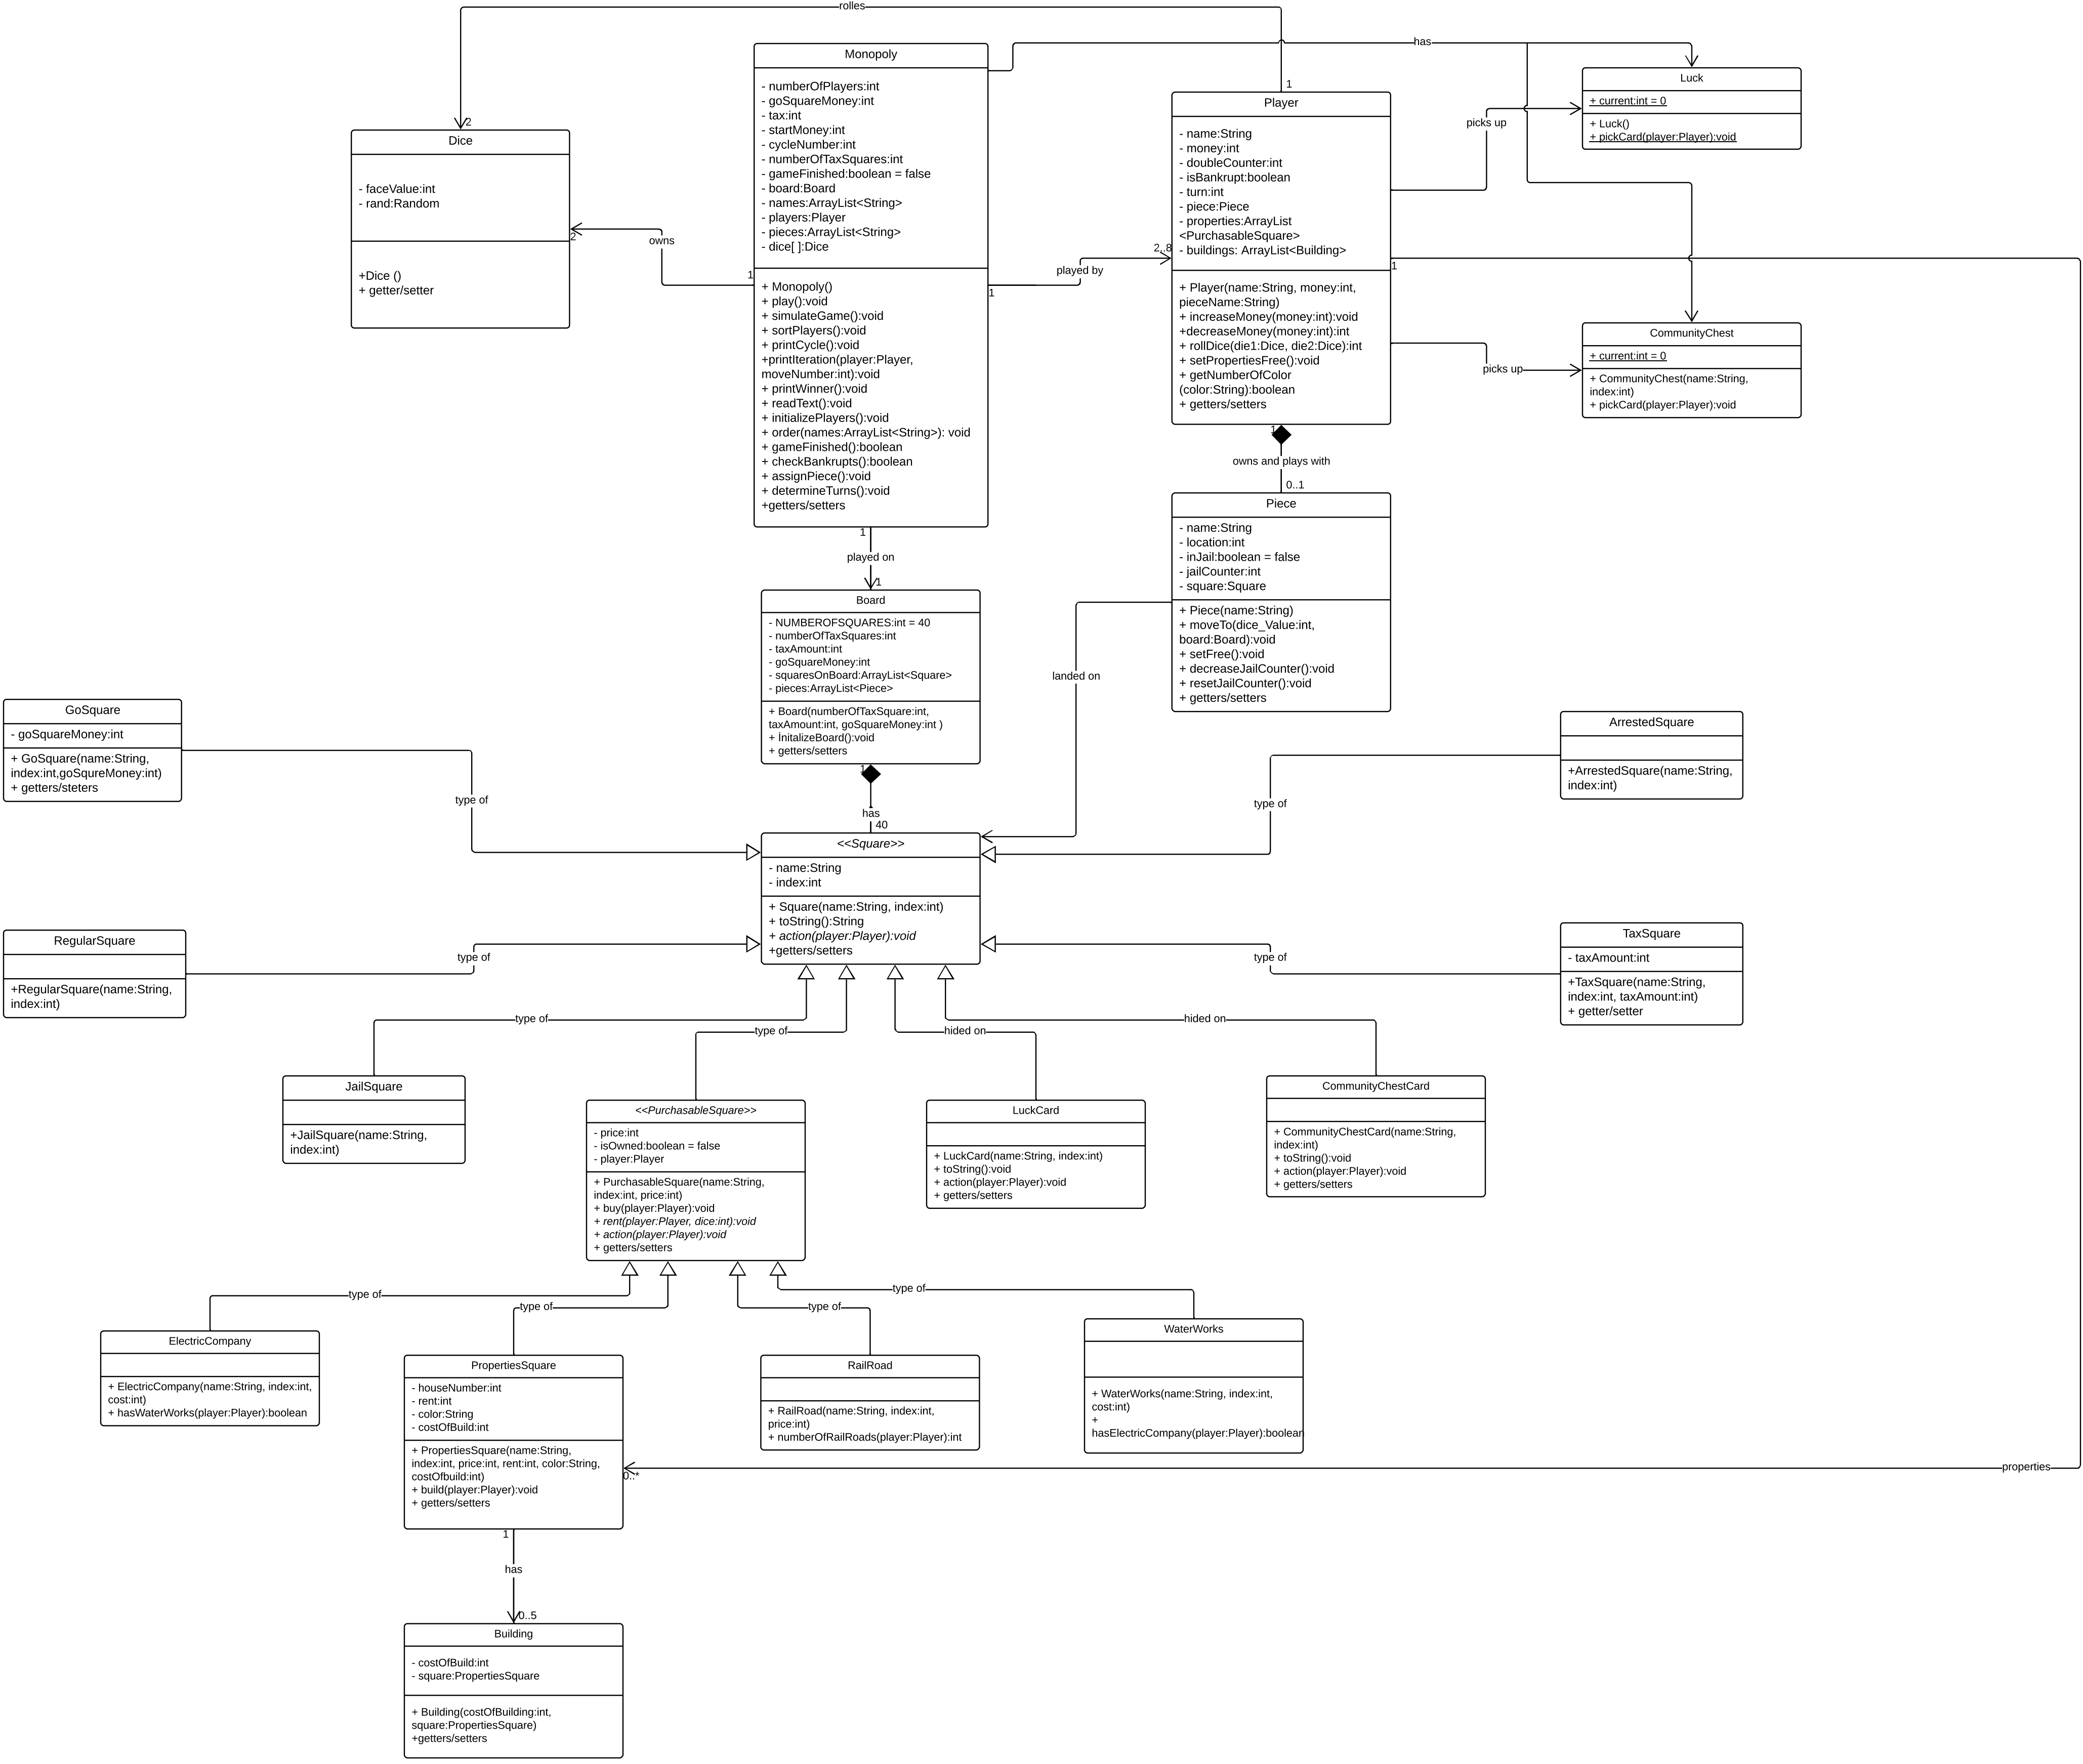 rolles
has
Monopoly
- numberOfPlayers:int
- goSquareMoney:int
- tax:int
- startMoney:int
- cycleNumber:int
- numberOfTaxSquares:int
- gameFinished:boolean = false
- board:Board
- names:ArrayList<String>
- players:Player
- pieces:ArrayList<String>
- dice[ ]:Dice
+ Monopoly()
+ play():void
+ simulateGame():void
+ sortPlayers():void
+ printCycle():void
+printIteration(player:Player,
moveNumber:int):void
+ printWinner():void
+ readText():void
+ initializePlayers():void
+ order(names:ArrayList<String>): void
+ gameFinished():boolean
+ checkBankrupts():boolean
+ assignPiece():void
+ determineTurns():void
+getters/setters
1
Player
- name:String
- money:int
- doubleCounter:int
- isBankrupt:boolean
- turn:int
- piece:Piece
- properties:ArrayList
<PurchasableSquare>
- buildings: ArrayList<Building>
+ Player(name:String, money:int,
pieceName:String)
+ increaseMoney(money:int):void
+decreaseMoney(money:int):int
+ rollDice(die1:Dice, die2:Dice):int
+ setPropertiesFree():void
+ getNumberOfColor
(color:String):boolean
+ getters/setters
Luck
+ current:int = 0
+ Luck()
+ pickCard(player:Player):void
picks up
2
Dice
- faceValue:int
- rand:Random
+Dice ()
+ getter/setter
2
owns
1
2..8
played by
1
1
CommunityChest
+ current:int = 0
+ CommunityChest(name:String,
index:int)
+ pickCard(player:Player):void
picks up
1
owns and plays with
0..1
Piece
- name:String
- location:int
- inJail:boolean = false
- jailCounter:int
- square:Square
+ Piece(name:String)
+ moveTo(dice_Value:int,
board:Board):void
+ setFree():void
+ decreaseJailCounter():void
+ resetJailCounter():void
+ getters/setters
1
played on
1
Board
- NUMBEROFSQUARES:int = 40
- numberOfTaxSquares:int
- taxAmount:int
- goSquareMoney:int
- squaresOnBoard:ArrayList<Square>
- pieces:ArrayList<Piece>
+ Board(numberOfTaxSquare:int,
taxAmount:int, goSquareMoney:int )
+ İnitalizeBoard():void
+ getters/setters
landed on
GoSquare
- goSquareMoney:int
+ GoSquare(name:String,
index:int,goSqureMoney:int)
+ getters/steters
type of
ArrestedSquare
+ArrestedSquare(name:String,
index:int)
type of
1
has
40
<<Square>>
- name:String
- index:int
+ Square(name:String, index:int)
+ toString():String
+ action(player:Player):void
+getters/setters
RegularSquare
+RegularSquare(name:String,
index:int)
type of
type of
TaxSquare
- taxAmount:int
+TaxSquare(name:String,
index:int, taxAmount:int)
+ getter/setter
type of
type of
hided on
hided on
JailSquare
+JailSquare(name:String,
index:int)
<<PurchasableSquare>>
- price:int
- isOwned:boolean = false
- player:Player
+ PurchasableSquare(name:String,
index:int, price:int)
+ buy(player:Player):void
+ rent(player:Player, dice:int):void
+ action(player:Player):void
+ getters/setters
LuckCard
+ LuckCard(name:String, index:int)
+ toString():void
+ action(player:Player):void
+ getters/setters
CommunityChestCard
+ CommunityChestCard(name:String,
index:int)
+ toString():void
+ action(player:Player):void
+ getters/setters
type of
type of
type of
type of
ElectricCompany
+ ElectricCompany(name:String, index:int,
cost:int)
+ hasWaterWorks(player:Player):boolean
PropertiesSquare
- houseNumber:int
- rent:int
- color:String
- costOfBuild:int
+ PropertiesSquare(name:String,
index:int, price:int, rent:int, color:String,
costOfbuild:int)
+ build(player:Player):void
+ getters/setters
RailRoad
+ RailRoad(name:String, index:int,
price:int)
+ numberOfRailRoads(player:Player):int
WaterWorks
+ WaterWorks(name:String, index:int,
cost:int)
+
hasElectricCompany(player:Player):boolean
0..*
properties
1
has
0..5
Building
- costOfBuild:int
- square:PropertiesSquare
+ Building(costOfBuilding:int,
square:PropertiesSquare)
+getters/setters